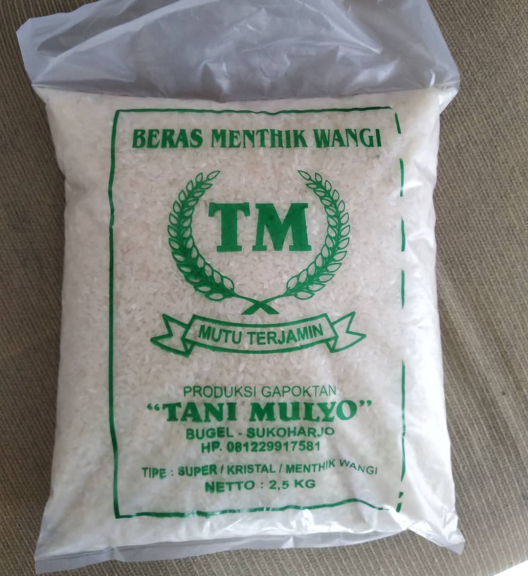 BERAS MENTHIK WANGI
TM
MUTU TERJAMIN
PRODUKSI GAPOKTAN
"TANI MULYO"
BUGEL - SUKOHARJO
HP. 081229917581
TIPE : SUPER / KRISTAL / MENTHIK WANGI
NETTO : 2,5 KG